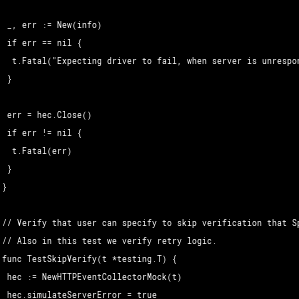 _, err := New(info)
if err == nil {
t.Fatal("Expecting driver to fail, when server is unrespon
}
err = hec.Close()
if err != nil {
t.Fatal(err)
}
}
// Verify that user can specify to skip verification that Sp
// Also in this test we verify retry logic.
func TestSkipVerify(t *testing.T) {
hec := NewHTTPEventCollectorMock(t)
hec.simulateServerError = true